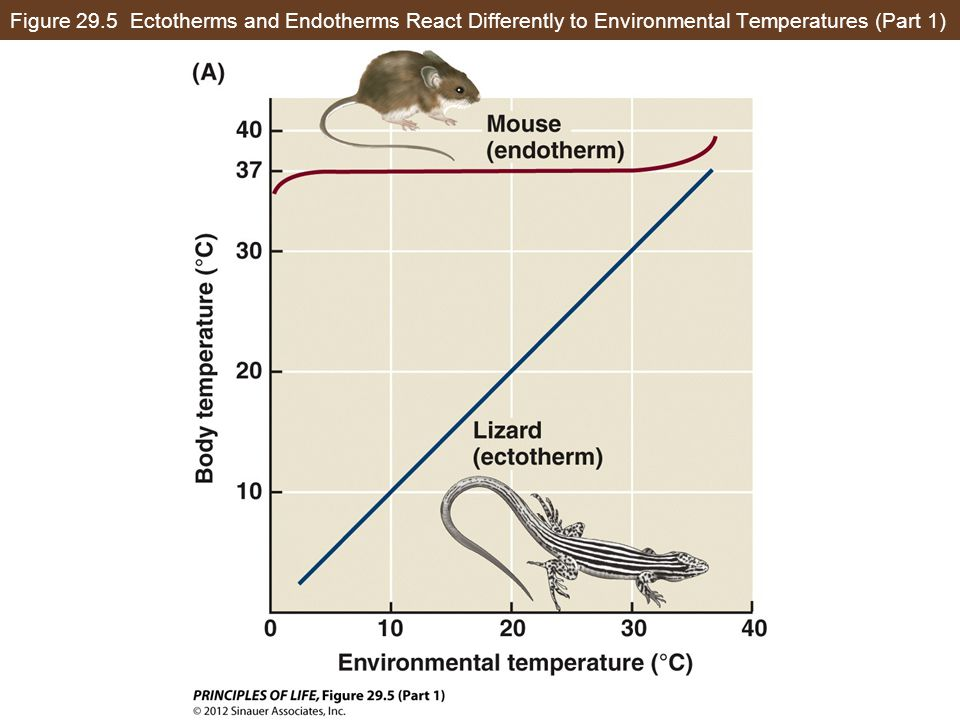 Figure 29.5 Ectotherms and Endotherms React Differently to Environmental Temperatures (Part 1)
(A)
Mouse
(endotherm)
40
37
30
20
10
Body temperature (°C)
Lizard
(ectotherm)
0 10 20 30 40
Environmental temperature (°C)
PRINCIPLES OF LIFE, Figure 29.5 (Part 1)
© 2012 Sinauer Associates, Inc.